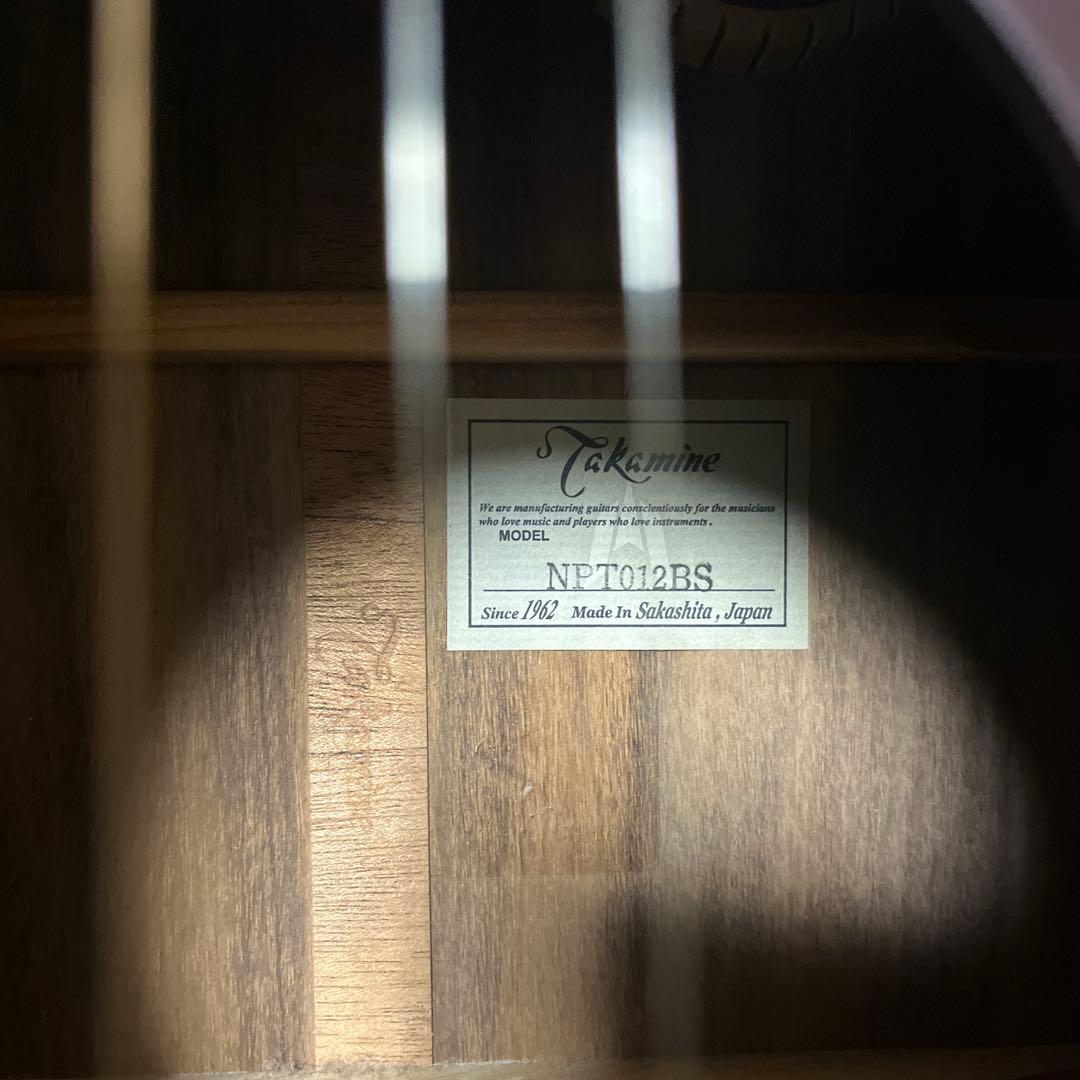 Takamine
We are manufacturing guitars conscientiously for the musicians
who love music and players who love instruments .
MODEL
NPT012BS
Since 1962 Made In Sakashita , Japan